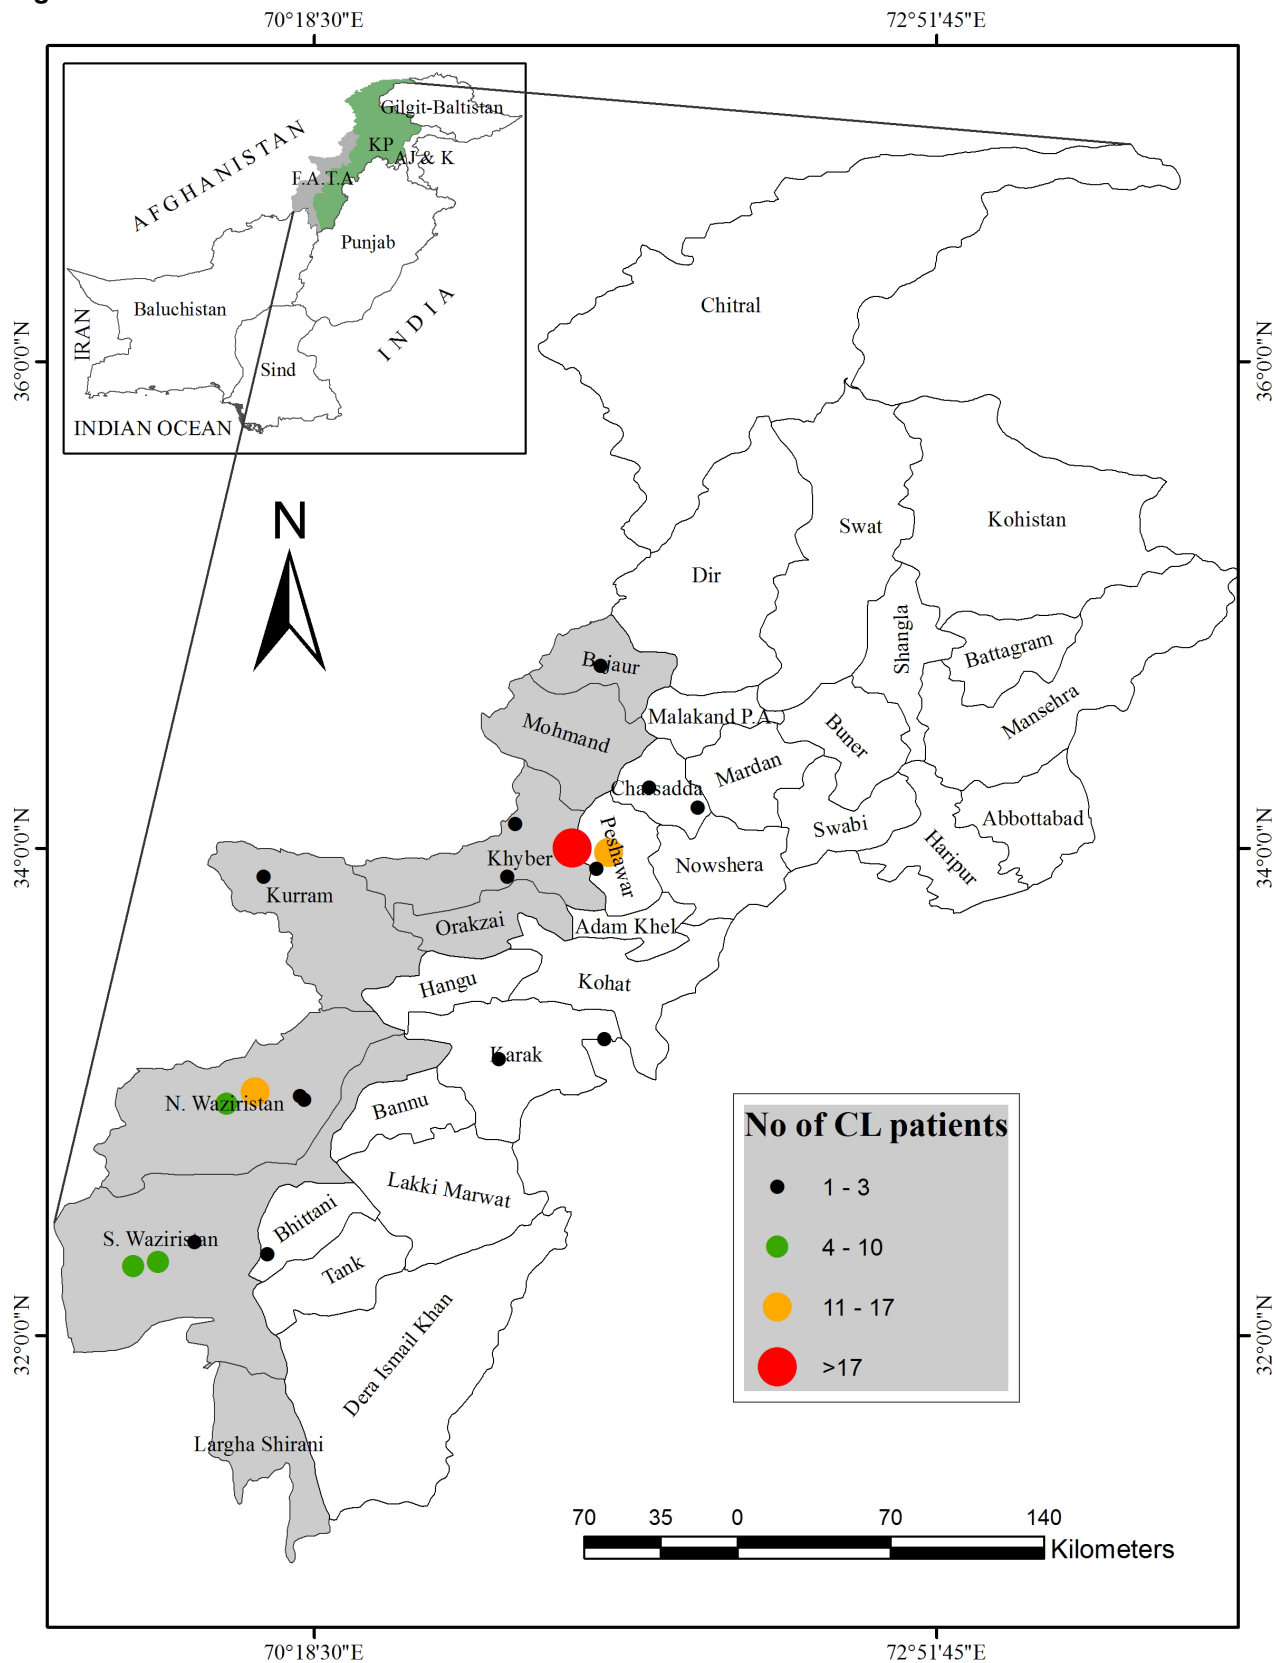 70°18'30"E
72°51'45"E
Gilgit-Baltistan
AFGHANISTAN
KP
AJ & K
F.A.T.A
Punjab
Baluchistan
IRAN
INDIA
Sind
INDIAN OCEAN
36°0'0"N
36°0'0"N
Chitral
N
Swat
Kohistan
Dir
Shangla
Battagram
Bajaur
Mansehra
Malakand P.A
Mohmand
Buner
Mardan
Charsadda
34°0'0"N
34°0'0"N
Abbottabad
Swabi
Haripur
Peshawar
Khyber
Nowshera
Kurram
Orakzai
Adam Khel
Hangu
Kohat
Karak
N. Waziristan
Bannu
Lakki Marwat
Bhittani
S. Waziristan
Tank
32°0'0"N
32°0'0"N
Dera Ismail Khan
Largha Shirani
No of CL patients
1 - 3
4 - 10
11 - 17
>17
70 35 0 70 140
Kilometers
70°18'30"E
72°51'45"E